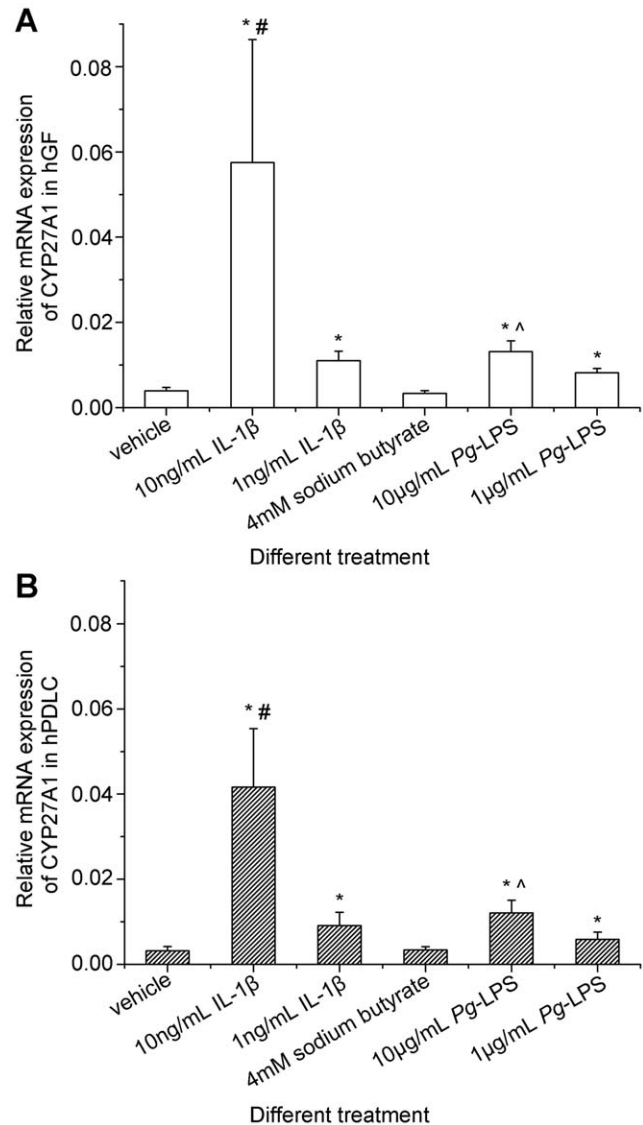 A
Relative mRNA expression
of CYP27A1 in hGF
0.08
0.06
0.04
0.02
0.00
* #
*
* ^
*
vehicle
10ng/mL IL-1β
1ng/mL IL-1β
4mM sodium butyrate
10μg/mL Pg-LPS
1μg/mL Pg-LPS
Different treatment
B
Relative mRNA expression
of CYP27A1 in hPDLC
0.08
0.06
0.04
0.02
0.00
* #
*
* ^
*
vehicle
10ng/mL IL-1β
1ng/mL IL-1β
4mM sodium butyrate
10μg/mL Pg-LPS
1μg/mL Pg-LPS
Different treatment